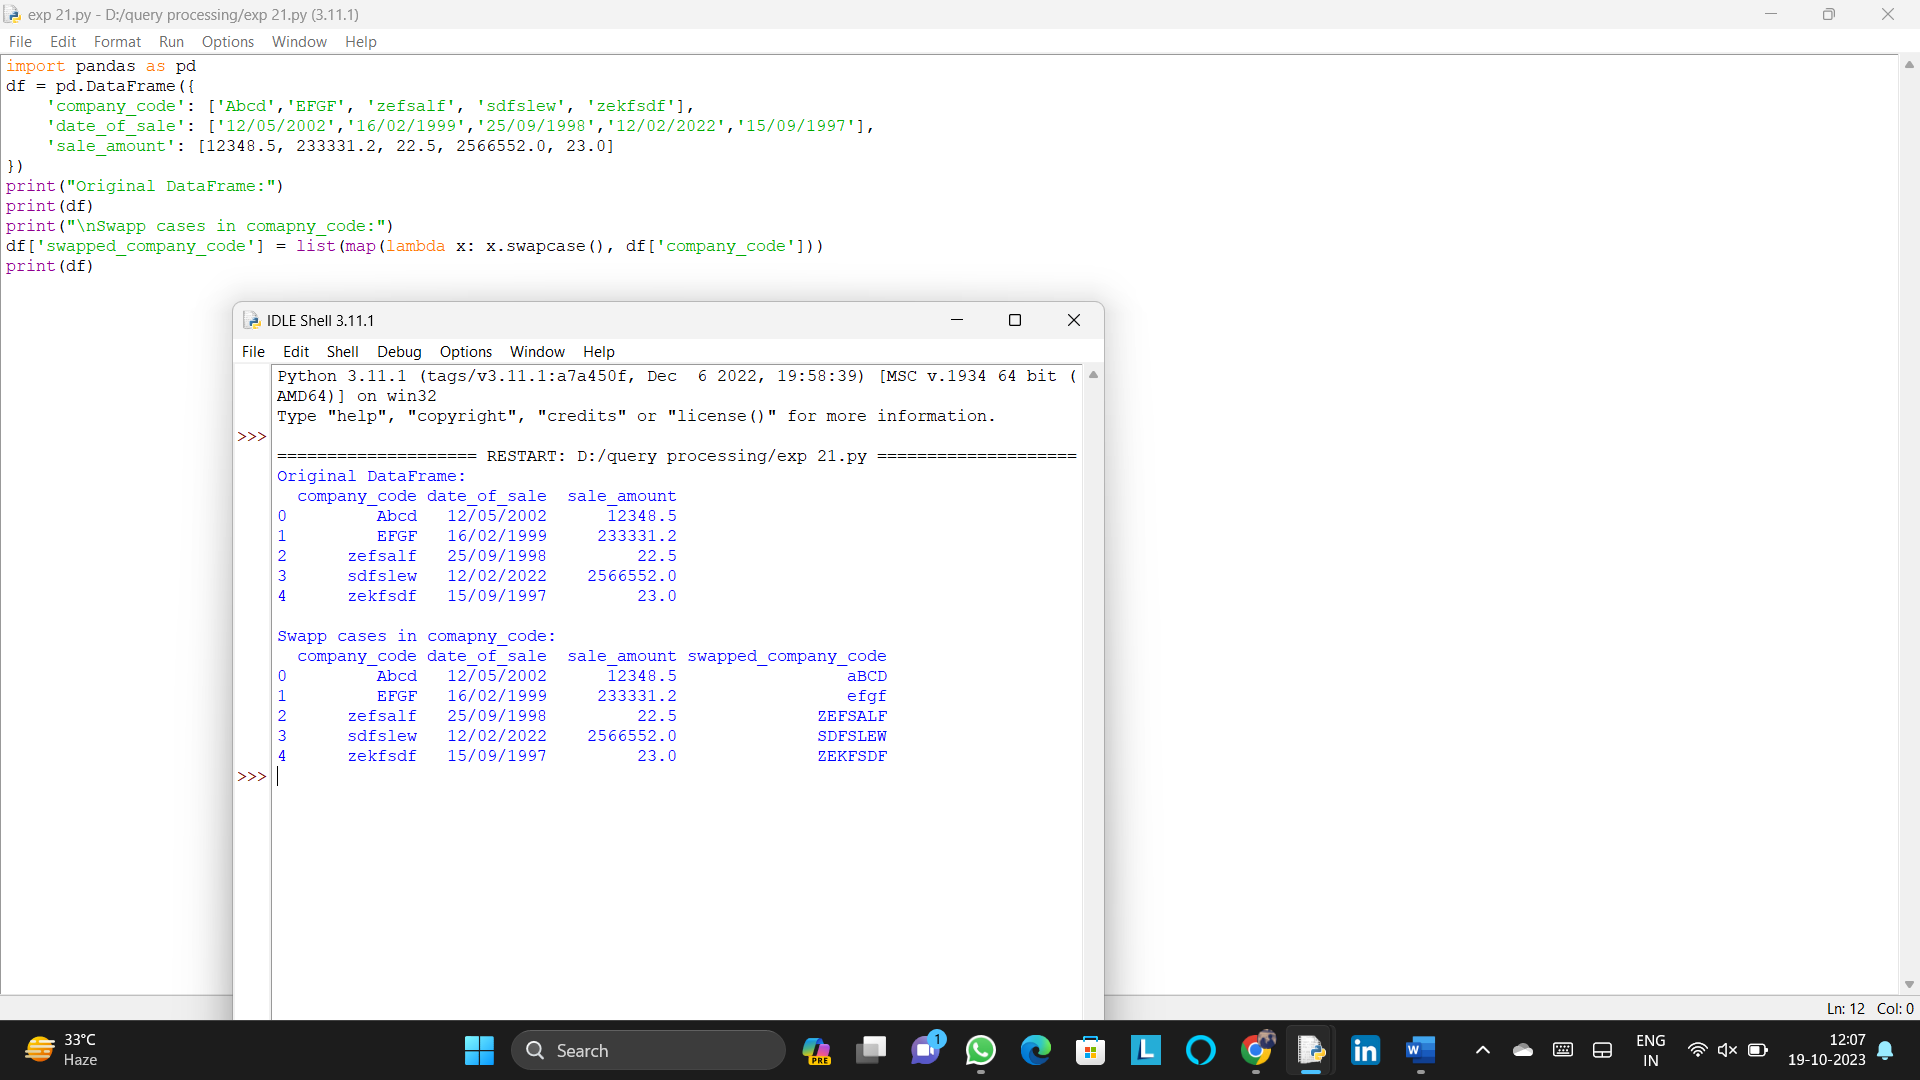 exp 21.py - D:/query processing/exp 21.py (3.11.1)
File Edit Format Run Options Window Help
import pandas as pd
df = pd.DataFrame({
    'company_code': ['Abcd','EFGF', 'zefsalf', 'sdfslew', 'zekfsdf'],
    'date_of_sale': ['12/05/2002','16/02/1999','25/09/1998','12/02/2022','15/09/1997'],
    'sale_amount': [12348.5, 233331.2, 22.5, 2566552.0, 23.0]
})
print("Original DataFrame:")
print(df)
print("\nSwapp cases in comapny_code:")
df['swapped_company_code'] = list(map(lambda x: x.swapcase(), df['company_code']))
print(df)
IDLE Shell 3.11.1
File Edit Shell Debug Options Window Help
Python 3.11.1 (tags/v3.11.1:a7a450f, Dec  6 2022, 19:58:39) [MSC v.1934 64 bit (
AMD64)] on win32
Type "help", "copyright", "credits" or "license()" for more information.
>>>
==================== RESTART: D:/query processing/exp 21.py ====================
Original DataFrame:
  company_code date_of_sale  sale_amount
0         Abcd   12/05/2002      12348.5
1         EFGF   16/02/1999     233331.2
2      zefsalf   25/09/1998         22.5
3      sdfslew   12/02/2022    2566552.0
4      zekfsdf   15/09/1997         23.0
Swapp cases in comapny_code:
  company_code date_of_sale  sale_amount swapped_company_code
0         Abcd   12/05/2002      12348.5                aBCD
1         EFGF   16/02/1999     233331.2                efgf
2      zefsalf   25/09/1998         22.5             ZEFSALF
3      sdfslew   12/02/2022    2566552.0             SDFSLEW
4      zekfsdf   15/09/1997         23.0             ZEKFSDF
>>>
Ln: 12 Col: 0
33°C
Haze
Search
PRE
1
L
in
W
ENG
IN
12:07
19-10-2023